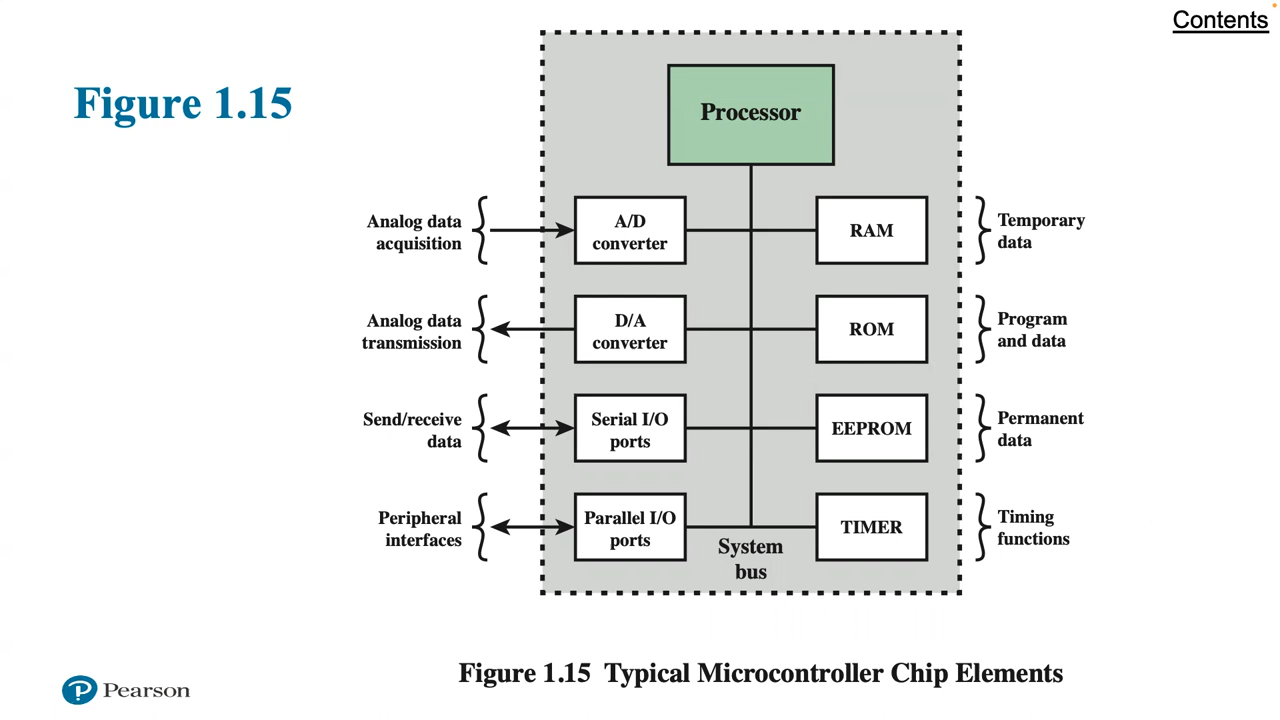 Contents
Figure 1.15
Processor
Analog data
acquisition
A/D
converter
RAM
Temporary
data
Analog data
transmission
D/A
converter
ROM
Program
and data
Send/receive
data
Serial I/O
ports
EEPROM
Permanent
data
Peripheral
interfaces
Parallel I/O
ports
TIMER
Timing
functions
System
bus
Figure 1.15 Typical Microcontroller Chip Elements
Pearson